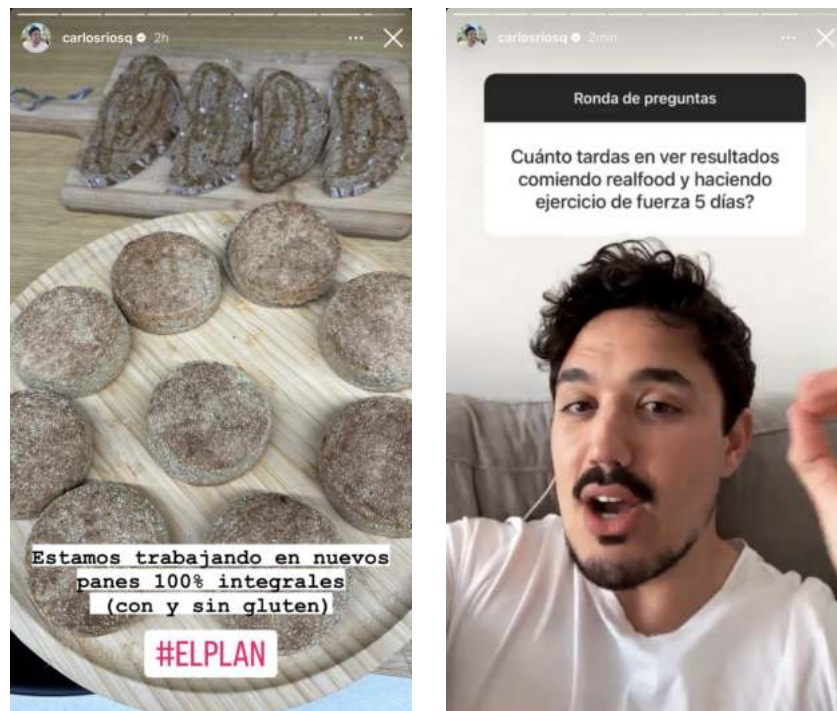 carlosriosq 2h
Estamos trabajando en nuevos
panes 100% integrales
(con y sin gluten)
#ELPLAN
carlosriosq 2min
Ronda de preguntas
Cuánto tardas en ver resultados
comiendo realfood y haciendo
ejercicio de fuerza 5 días?